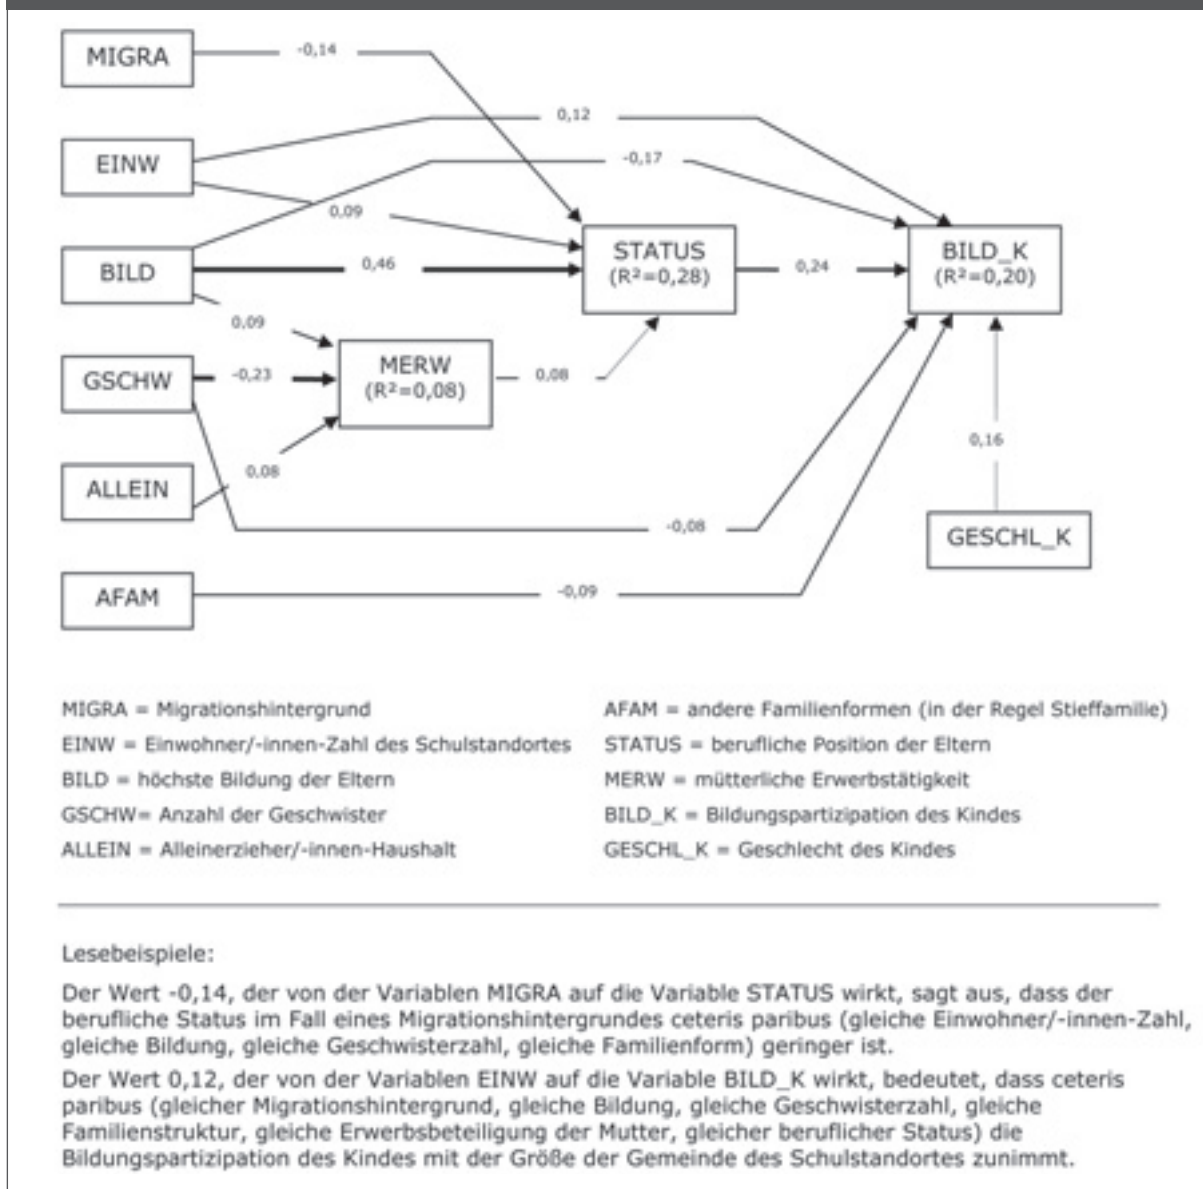 MIGRA
-0,14
0,12
EINW
-0,17
0,09
STATUS
(R²=0,28)
BILD_K
(R²=0,20)
BILD
0,46
0,24
0,09
MERW
(R²=0,08)
GSCHW
-0,23
0,08
0,16
ALLEIN
0,08
-0,08
GESCHL_K
AFAM
-0,09
MIGRA = Migrationshintergrund
EINW = Einwohner/-innen-Zahl des Schulstandortes
BILD = höchste Bildung der Eltern
GSCHW= Anzahl der Geschwister
ALLEIN = Alleinerzieher/-innen-Haushalt
AFAM = andere Familienformen (in der Regel Stieffamilie)
STATUS = berufliche Position der Eltern
MERW = mütterliche Erwerbstätigkeit
BILD_K = Bildungspartizipation des Kindes
GESCHL_K = Geschlecht des Kindes
Lesebeispiele:
Der Wert -0,14, der von der Variablen MIGRA auf die Variable STATUS wirkt, sagt aus, dass der
berufliche Status im Fall eines Migrationshintergrundes ceteris paribus (gleiche Einwohner/-innen-Zahl,
gleiche Bildung, gleiche Geschwisterzahl, gleiche Familienform) geringer ist.
Der Wert 0,12, der von der Variablen EINW auf die Variable BILD_K wirkt, bedeutet, dass ceteris
paribus (gleicher Migrationshintergrund, gleiche Bildung, gleiche Geschwisterzahl, gleiche
Familienstruktur, gleiche Erwerbsbeteiligung der Mutter, gleicher beruflicher Status) die
Bildungspartizipation des Kindes mit der Größe der Gemeinde des Schulstandortes zunimmt.